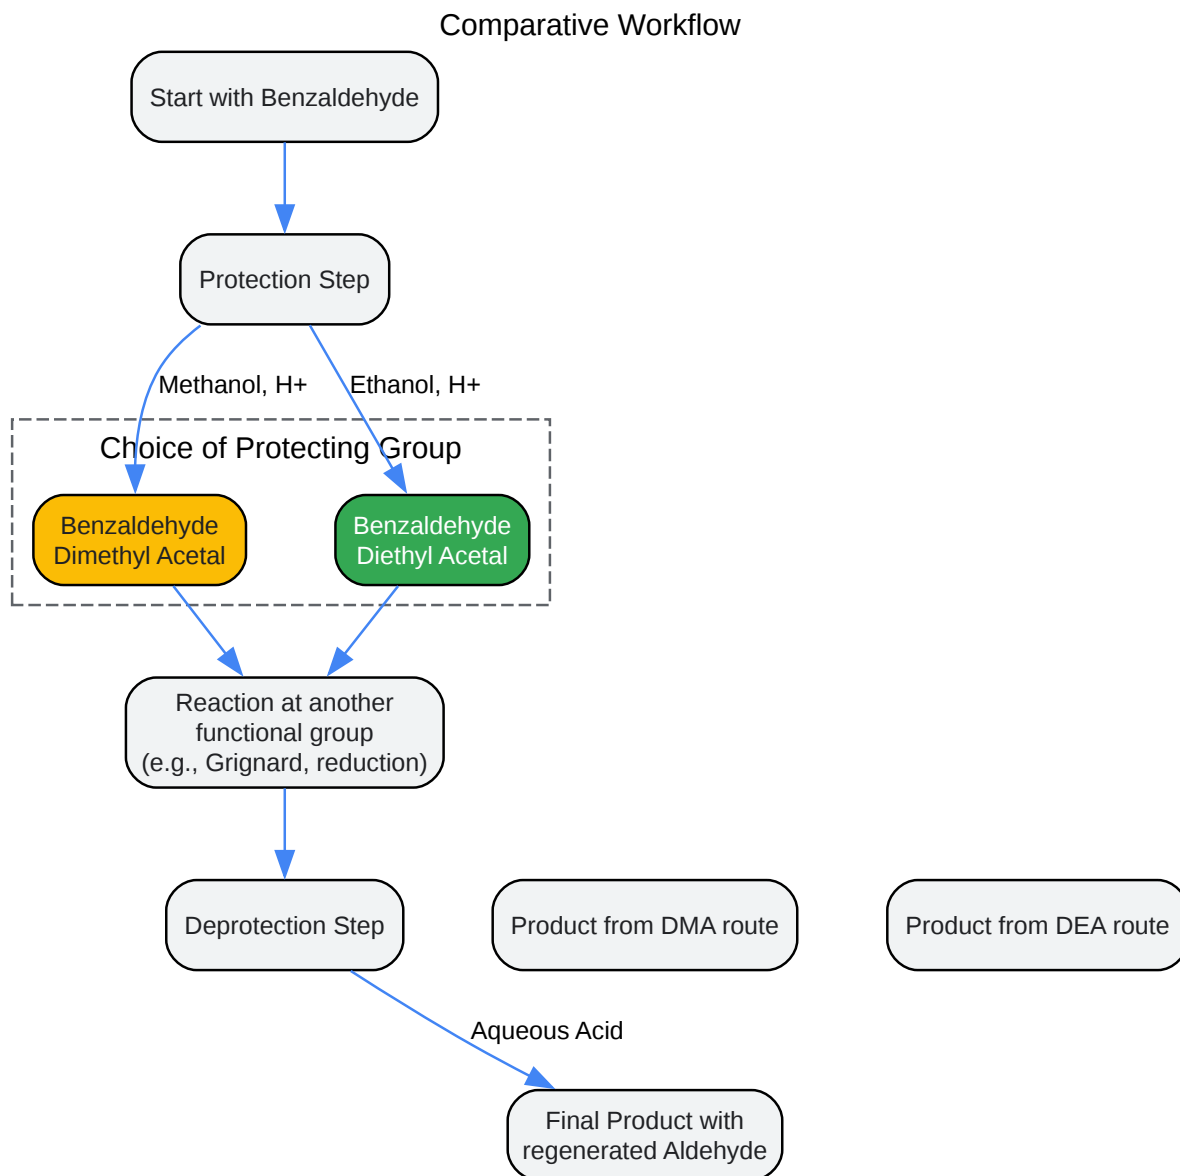 Comparative Workflow
Start with Benzaldehyde
Protection Step
Methanol, H+
Ethanol, H+
Choice of Protecting Group
Benzaldehyde
Dimethyl Acetal
Benzaldehyde
Diethyl Acetal
Reaction at another
functional group
(e.g., Grignard, reduction)
Deprotection Step
Product from DMA route
Product from DEA route
Aqueous Acid
Final Product with
regenerated Aldehyde